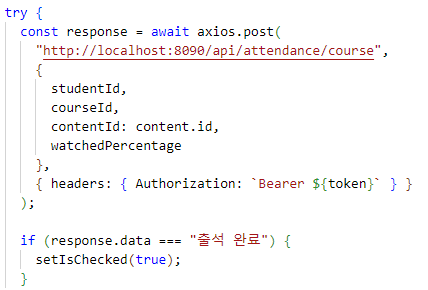 try {
  const response = await axios.post(
    "http://localhost:8090/api/attendance/course",
    {
      studentId,
      courseId,
      contentId: content.id,
      watchedPercentage
    },
    { headers: { Authorization: `Bearer ${token}` } }
  );

  if (response.data === "출석 완료") {
    setIsChecked(true);
  }